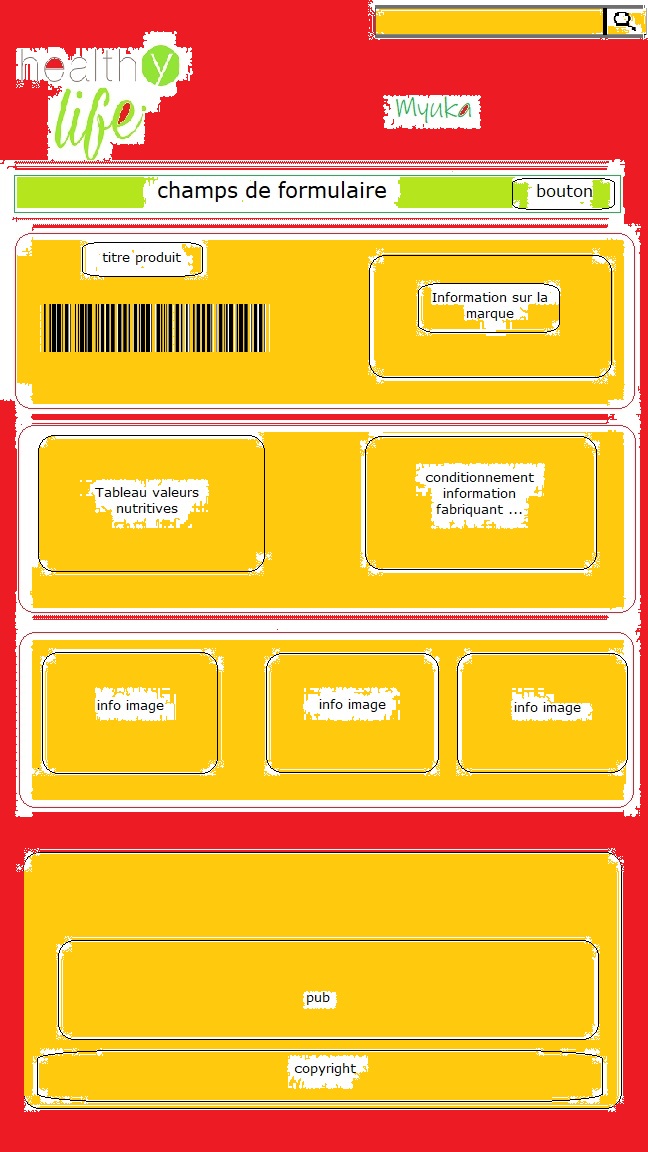 healthy
life
Myuka
champs de formulaire
bouton
titre produit
Information sur la
marque
Tableau valeurs
nutritives
conditionnement
information
fabriquant ...
info image
info image
info image
pub
copyright